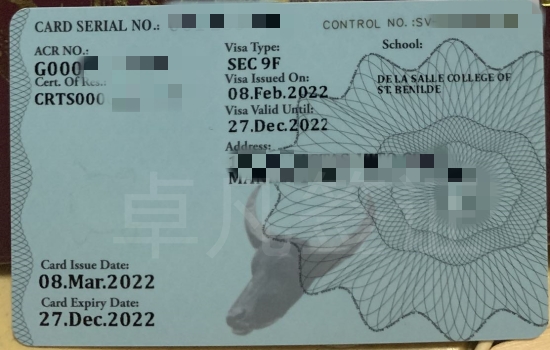 CARD SERIAL NO.:
CONTROL NO. :SV-
ACR NO.:
G000
Cert. Of Res.:
CRTS000
Visa Type:
SEC 9F
Visa Issued On:
08.Feb.2022
Visa Valid Until:
27.Dec.2022
Address:
School:
DE LA SALLE COLLEGE OF
ST. BENILDE
Card Issue Date:
08.Mar.2022
Card Expiry Date:
27.Dec.2022